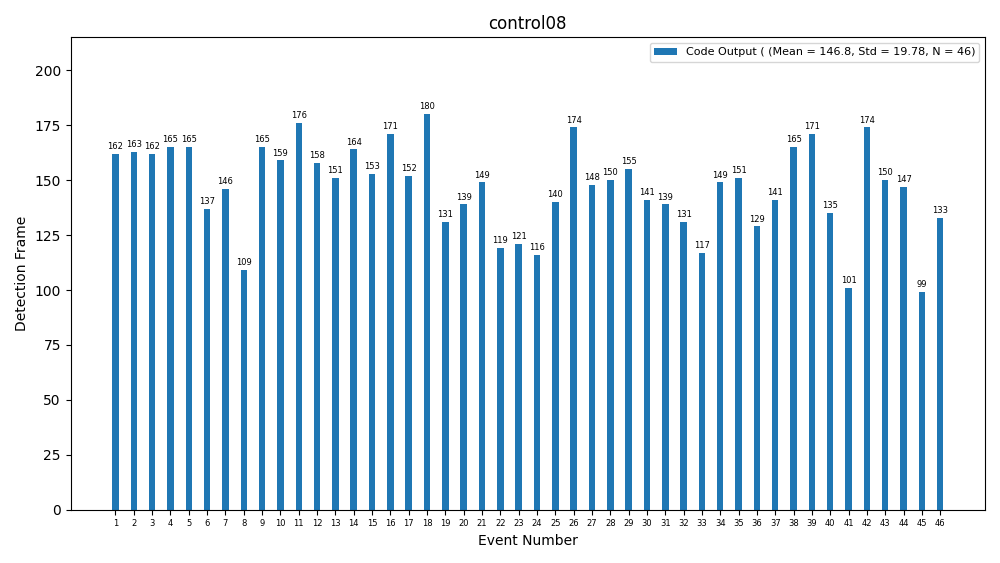 control08
Code Output ( (Mean = 146.8, Std = 19.78, N = 46)
Detection Frame
200
175
150
125
100
75
50
25
0
162 163 162 165 165 137 146 109 165 159 176 158 151 164 153 171 152 180 131 139 149 119 121 116 140 174 148 150 155 141 139 131 117 149 151 129 141 165 171 135 101 174 150 147 99 133
1 2 3 4 5 6 7 8 9 10 11 12 13 14 15 16 17 18 19 20 21 22 23 24 25 26 27 28 29 30 31 32 33 34 35 36 37 38 39 40 41 42 43 44 45 46
Event Number